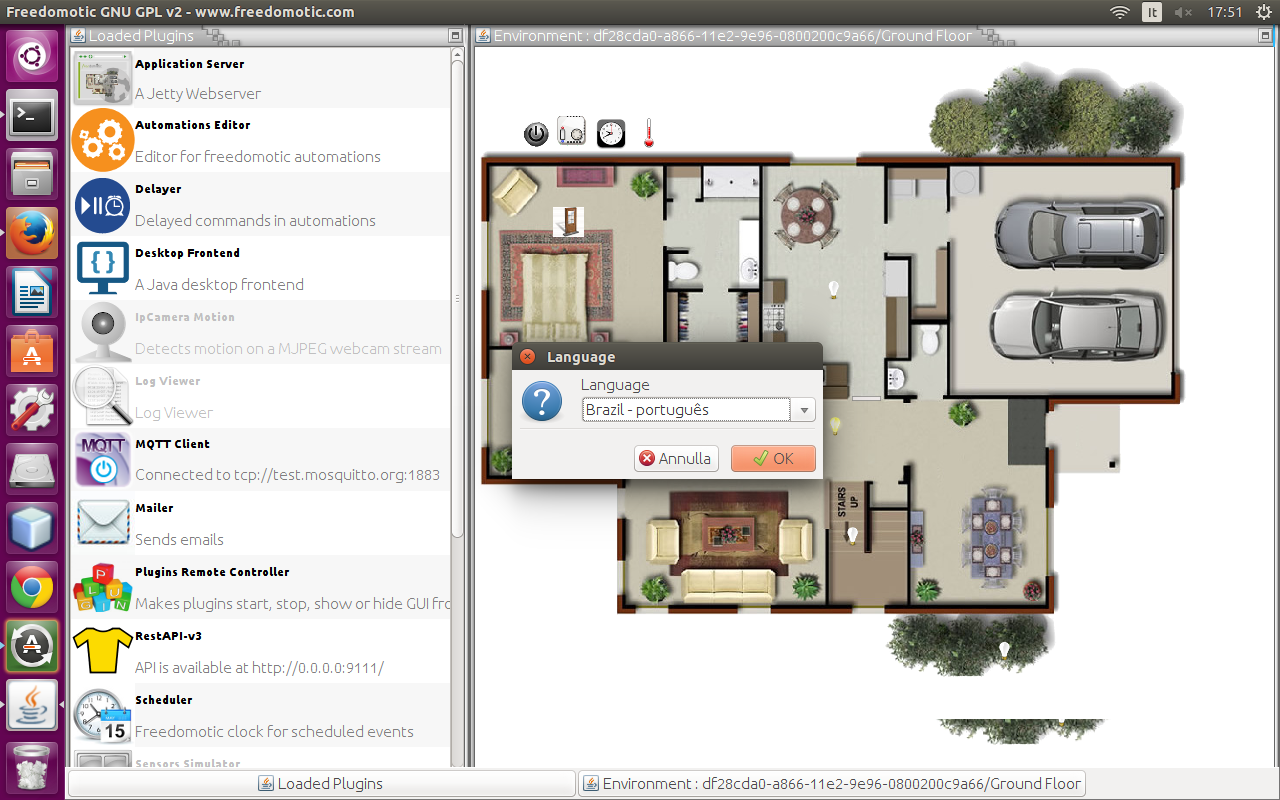 Freedomotic GNU GPL v2 - www.freedomotic.com
It
17:51
Loaded Plugins
Environment : df28cda0-a866-11e2-9e96-0800200c9a66/Ground Floor
Application Server
A Jetty Webserver
Automations Editor
Editor for freedomotic automations
Delayer
Delayed commands in automations
Desktop Frontend
A Java desktop frontend
IpCamera Motion
Detects motion on a MJPEG webcam stream
Log Viewer
Log Viewer
MQTT
MQTT Client
Connected to tcp://test.mosquitto.org:1883
Mailer
Sends emails
PLUGIN
Plugins Remote Controller
Makes plugins start, stop, show or hide GUI fro
RestAPI-v3
API is available at http://0.0.0.0:9111/
15
Scheduler
Freedomotic clock for scheduled events
Sensors Simulator
Language
Language
Brazil - português
Annulla
OK
STAIRS
UP
Loaded Plugins
Environment : df28cda0-a866-11e2-9e96-0800200c9a66/Ground Floor